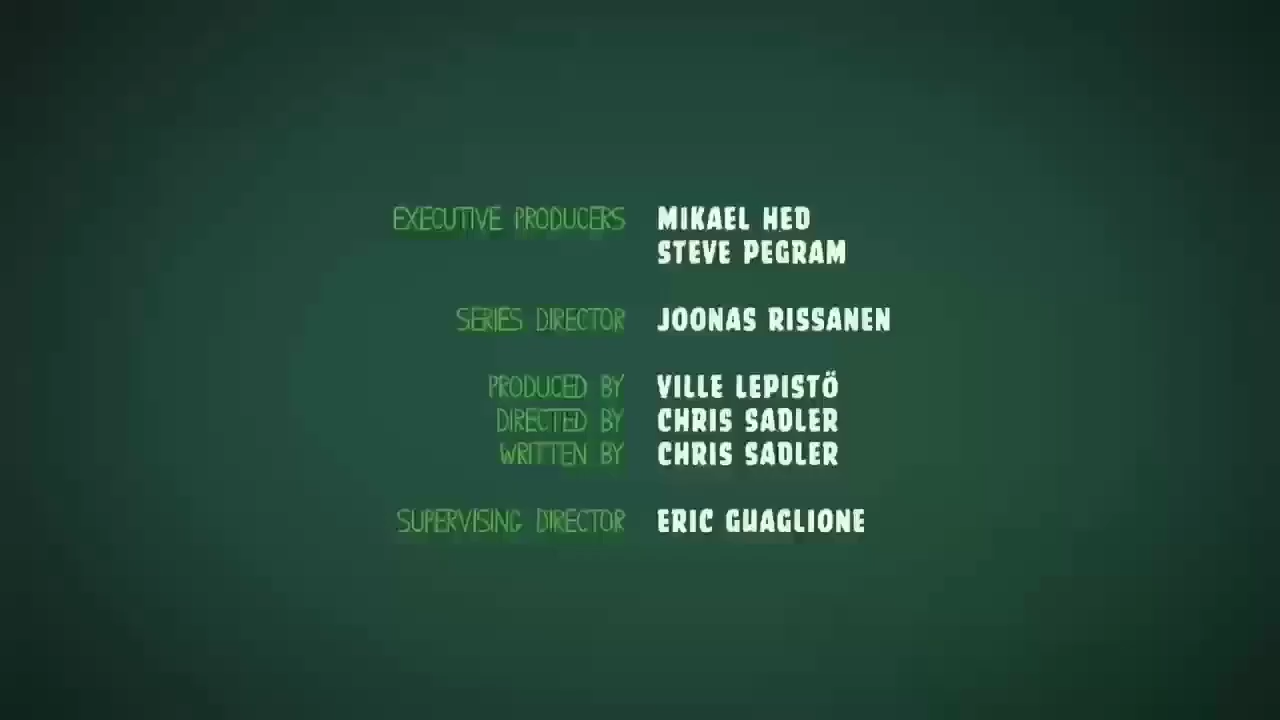 EXECUTIVE PRODUCERS MIKAEL HED
STEVE PEGRAM
SERIES DIRECTOR JOONAS RISSANEN
PRODUCED BY VILLE LEPISTÖ
DIRECTED BY CHRIS SADLER
WRITTEN BY CHRIS SADLER
SUPERVISING DIRECTOR ERIC GUAGLIONE